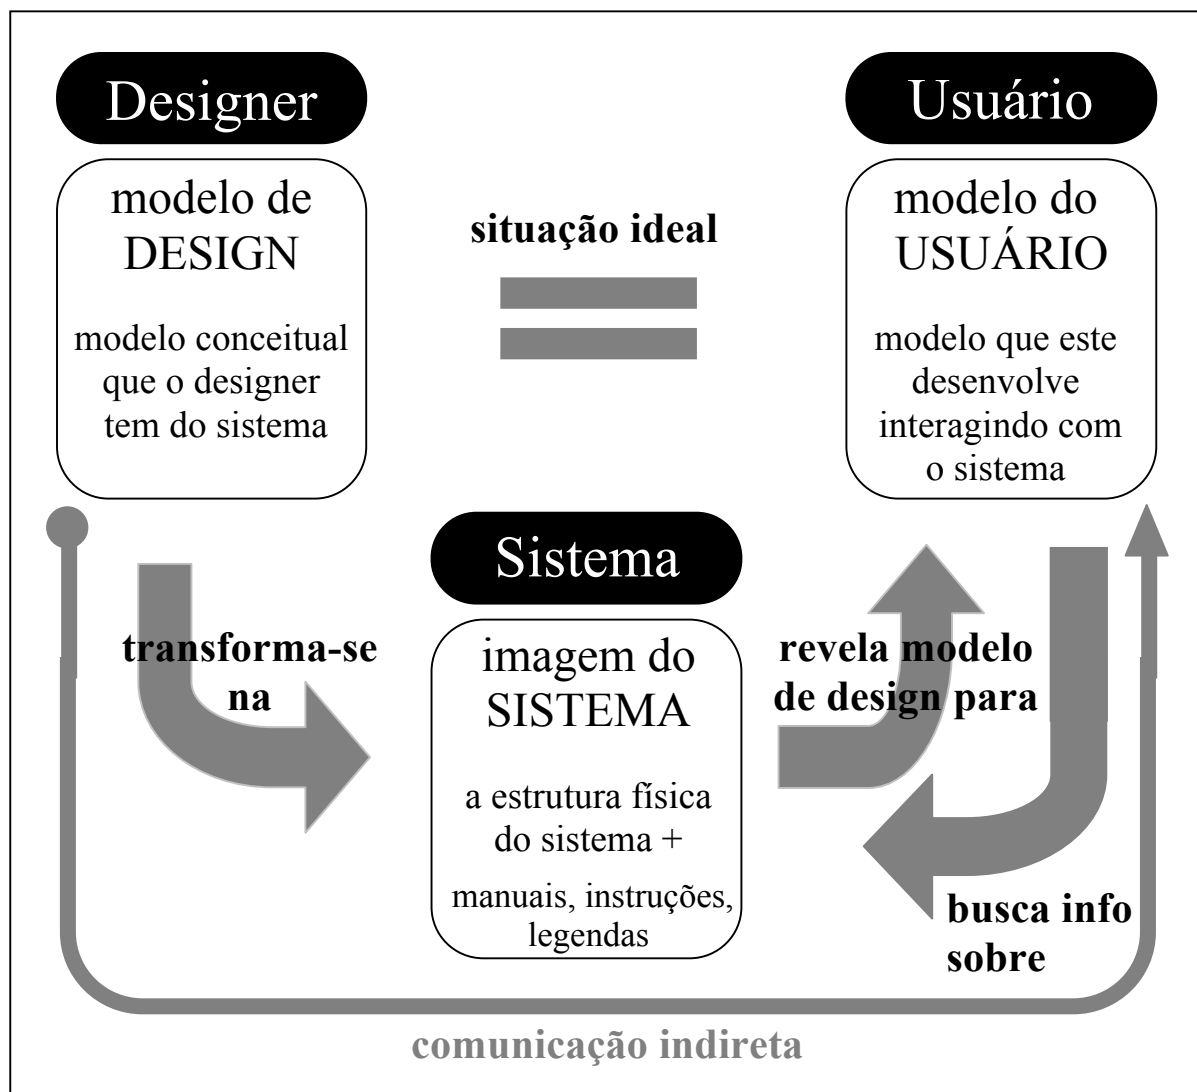 Designer
modelo de
DESIGN
modelo conceitual
que o designer
tem do sistema
situação ideal
Usuário
modelo do
USUÁRIO
modelo que este
desenvolve
interagindo com
o sistema
transforma-se
na
Sistema
imagem do
SISTEMA
a estrutura física
do sistema +
manuais, instruções,
legendas
revela modelo
de design para
busca info
sobre
comunicação indireta